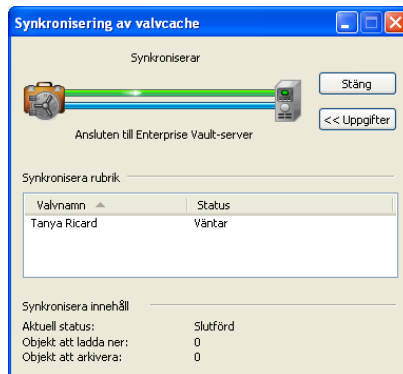 Synkronisering av valvcache
Synkroniserar
Stäng
<< Uppgifter
Ansluten till Enterprise Vault-server
Synkronisera rubrik
Valvnamn Status
Tanya Ricard Väntar
Synkronisera innehåll
Aktuell status: Slutförd
Objekt att ladda ner: 0
Objekt att arkivera: 0